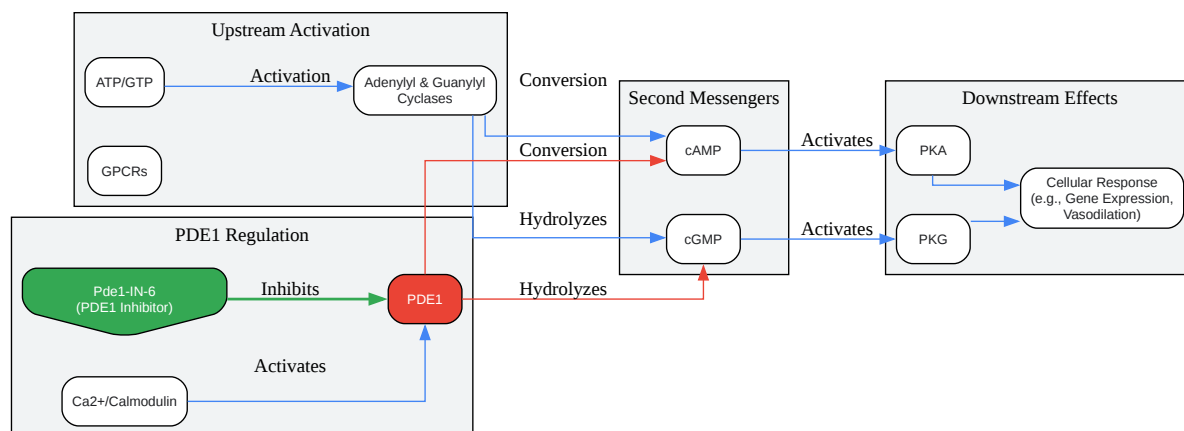 Upstream Activation
ATP/GTP
Activation
Adenylyl & Guanylyl
Cyclases
GPCRs
Conversion
Conversion
Hydrolyzes
Hydrolyzes
Second Messengers
cAMP
cGMP
Activates
Activates
Downstream Effects
PKA
PKG
Cellular Response
(e.g., Gene Expression,
Vasodilation)
PDE1 Regulation
Pde1-IN-6
(PDE1 Inhibitor)
Inhibits
PDE1
Activates
Ca2+/Calmodulin